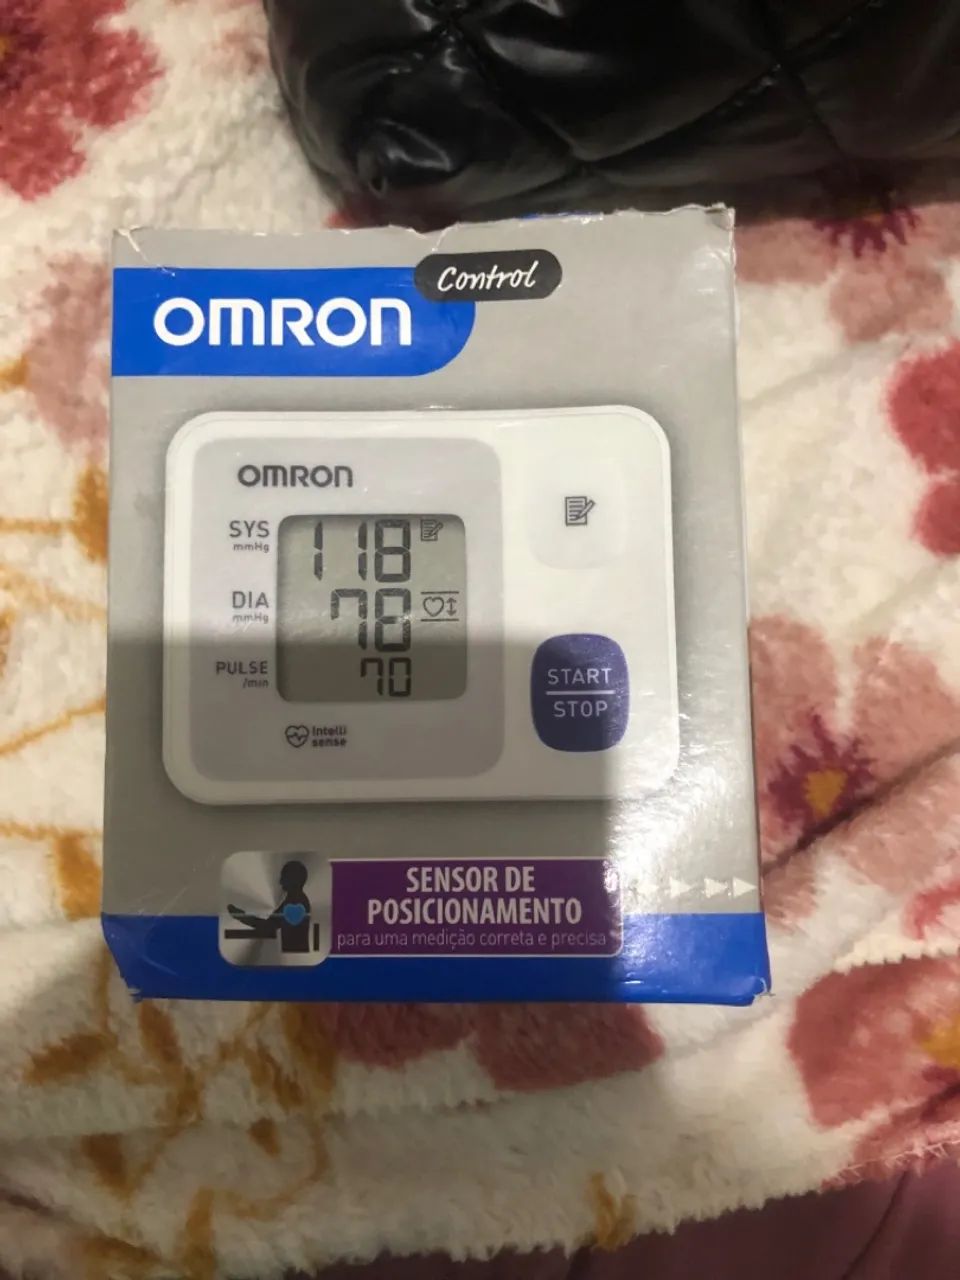 Control
OMRON
OMRON
SYS
mmHg
118
DIA
mmHg
78
PULSE
/min
70
Intelli
sense
START
STOP
SENSOR DE
POSICIONAMENTO
para uma medição correta e precisa